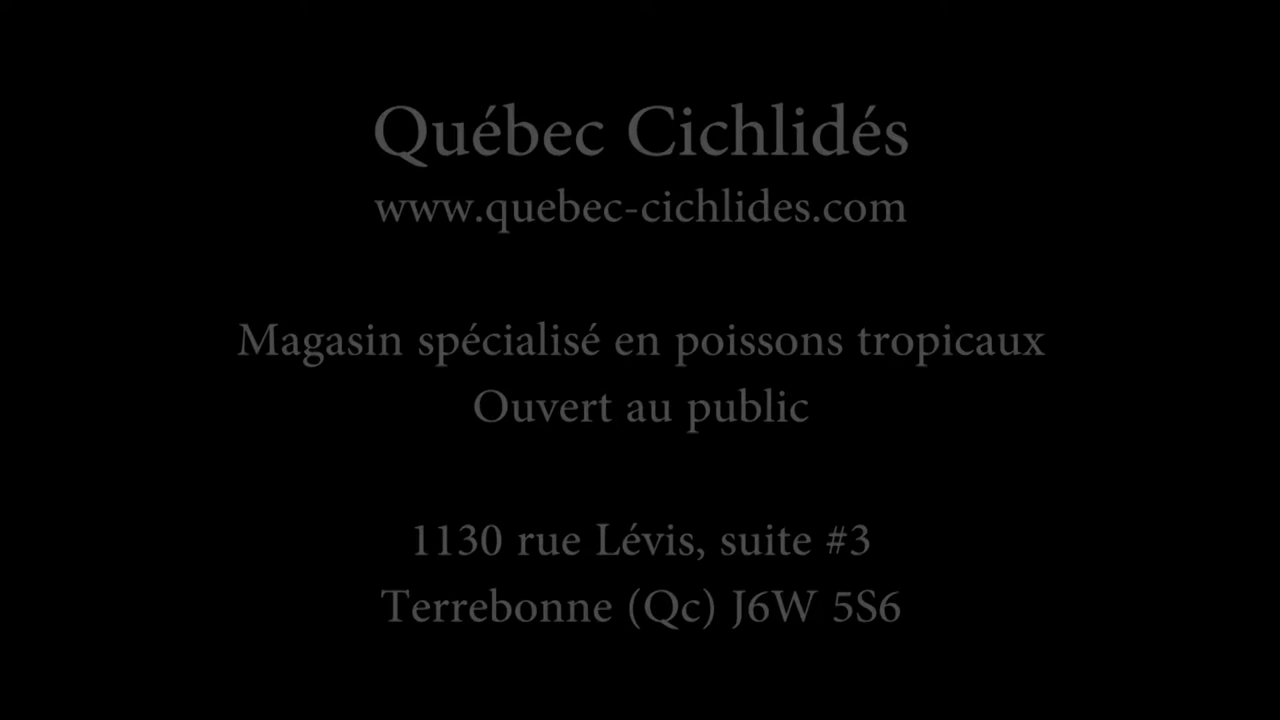 Québec Cichlidés
www.quebec-cichlides.com
Magasin spécialisé en poissons tropicaux
Ouvert au public
1130 rue Lévis, suite #3
Terrebonne (Qc) J6W 5S6